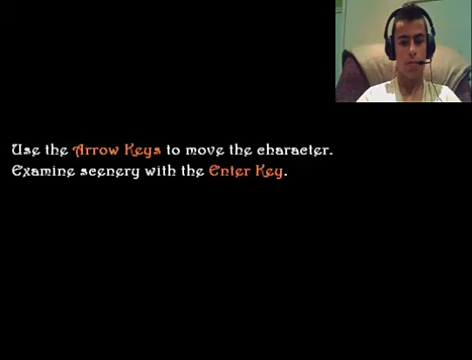 Use the Arrow Keys to move the character.
Examine scenery with the Enter Key.